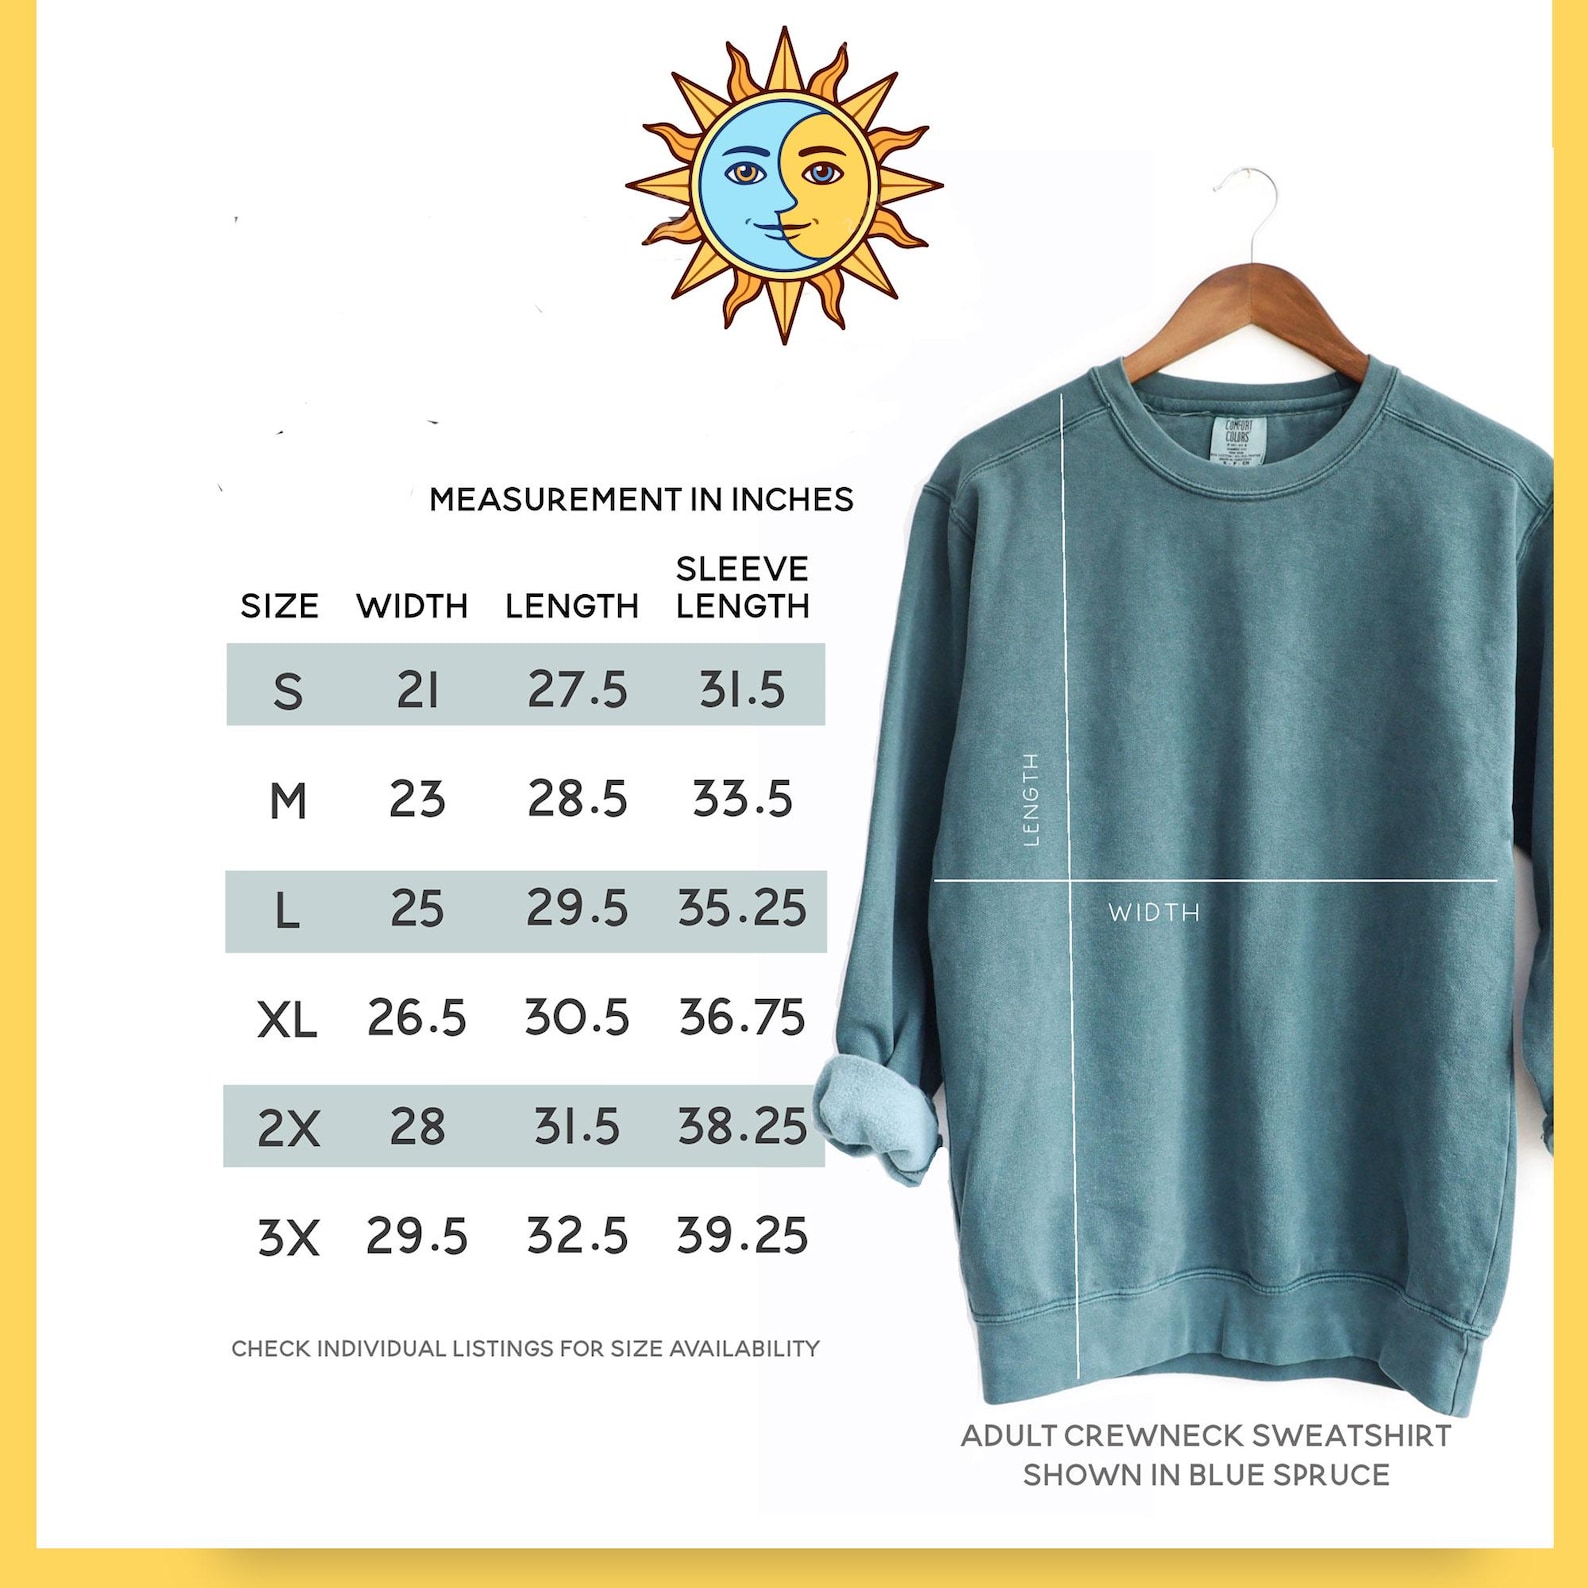 MEASUREMENT IN INCHES
SIZE WIDTH LENGTH SLEEVE LENGTH
S 21 27.5 31.5
M 23 28.5 33.5
L 25 29.5 35.25
XL 26.5 30.5 36.75
2X 28 31.5 38.25
3X 29.5 32.5 39.25
CHECK INDIVIDUAL LISTINGS FOR SIZE AVAILABILITY
COMFORT
COLORS
LENGTH
WIDTH
ADULT CREWNECK SWEATSHIRT
SHOWN IN BLUE SPRUCE